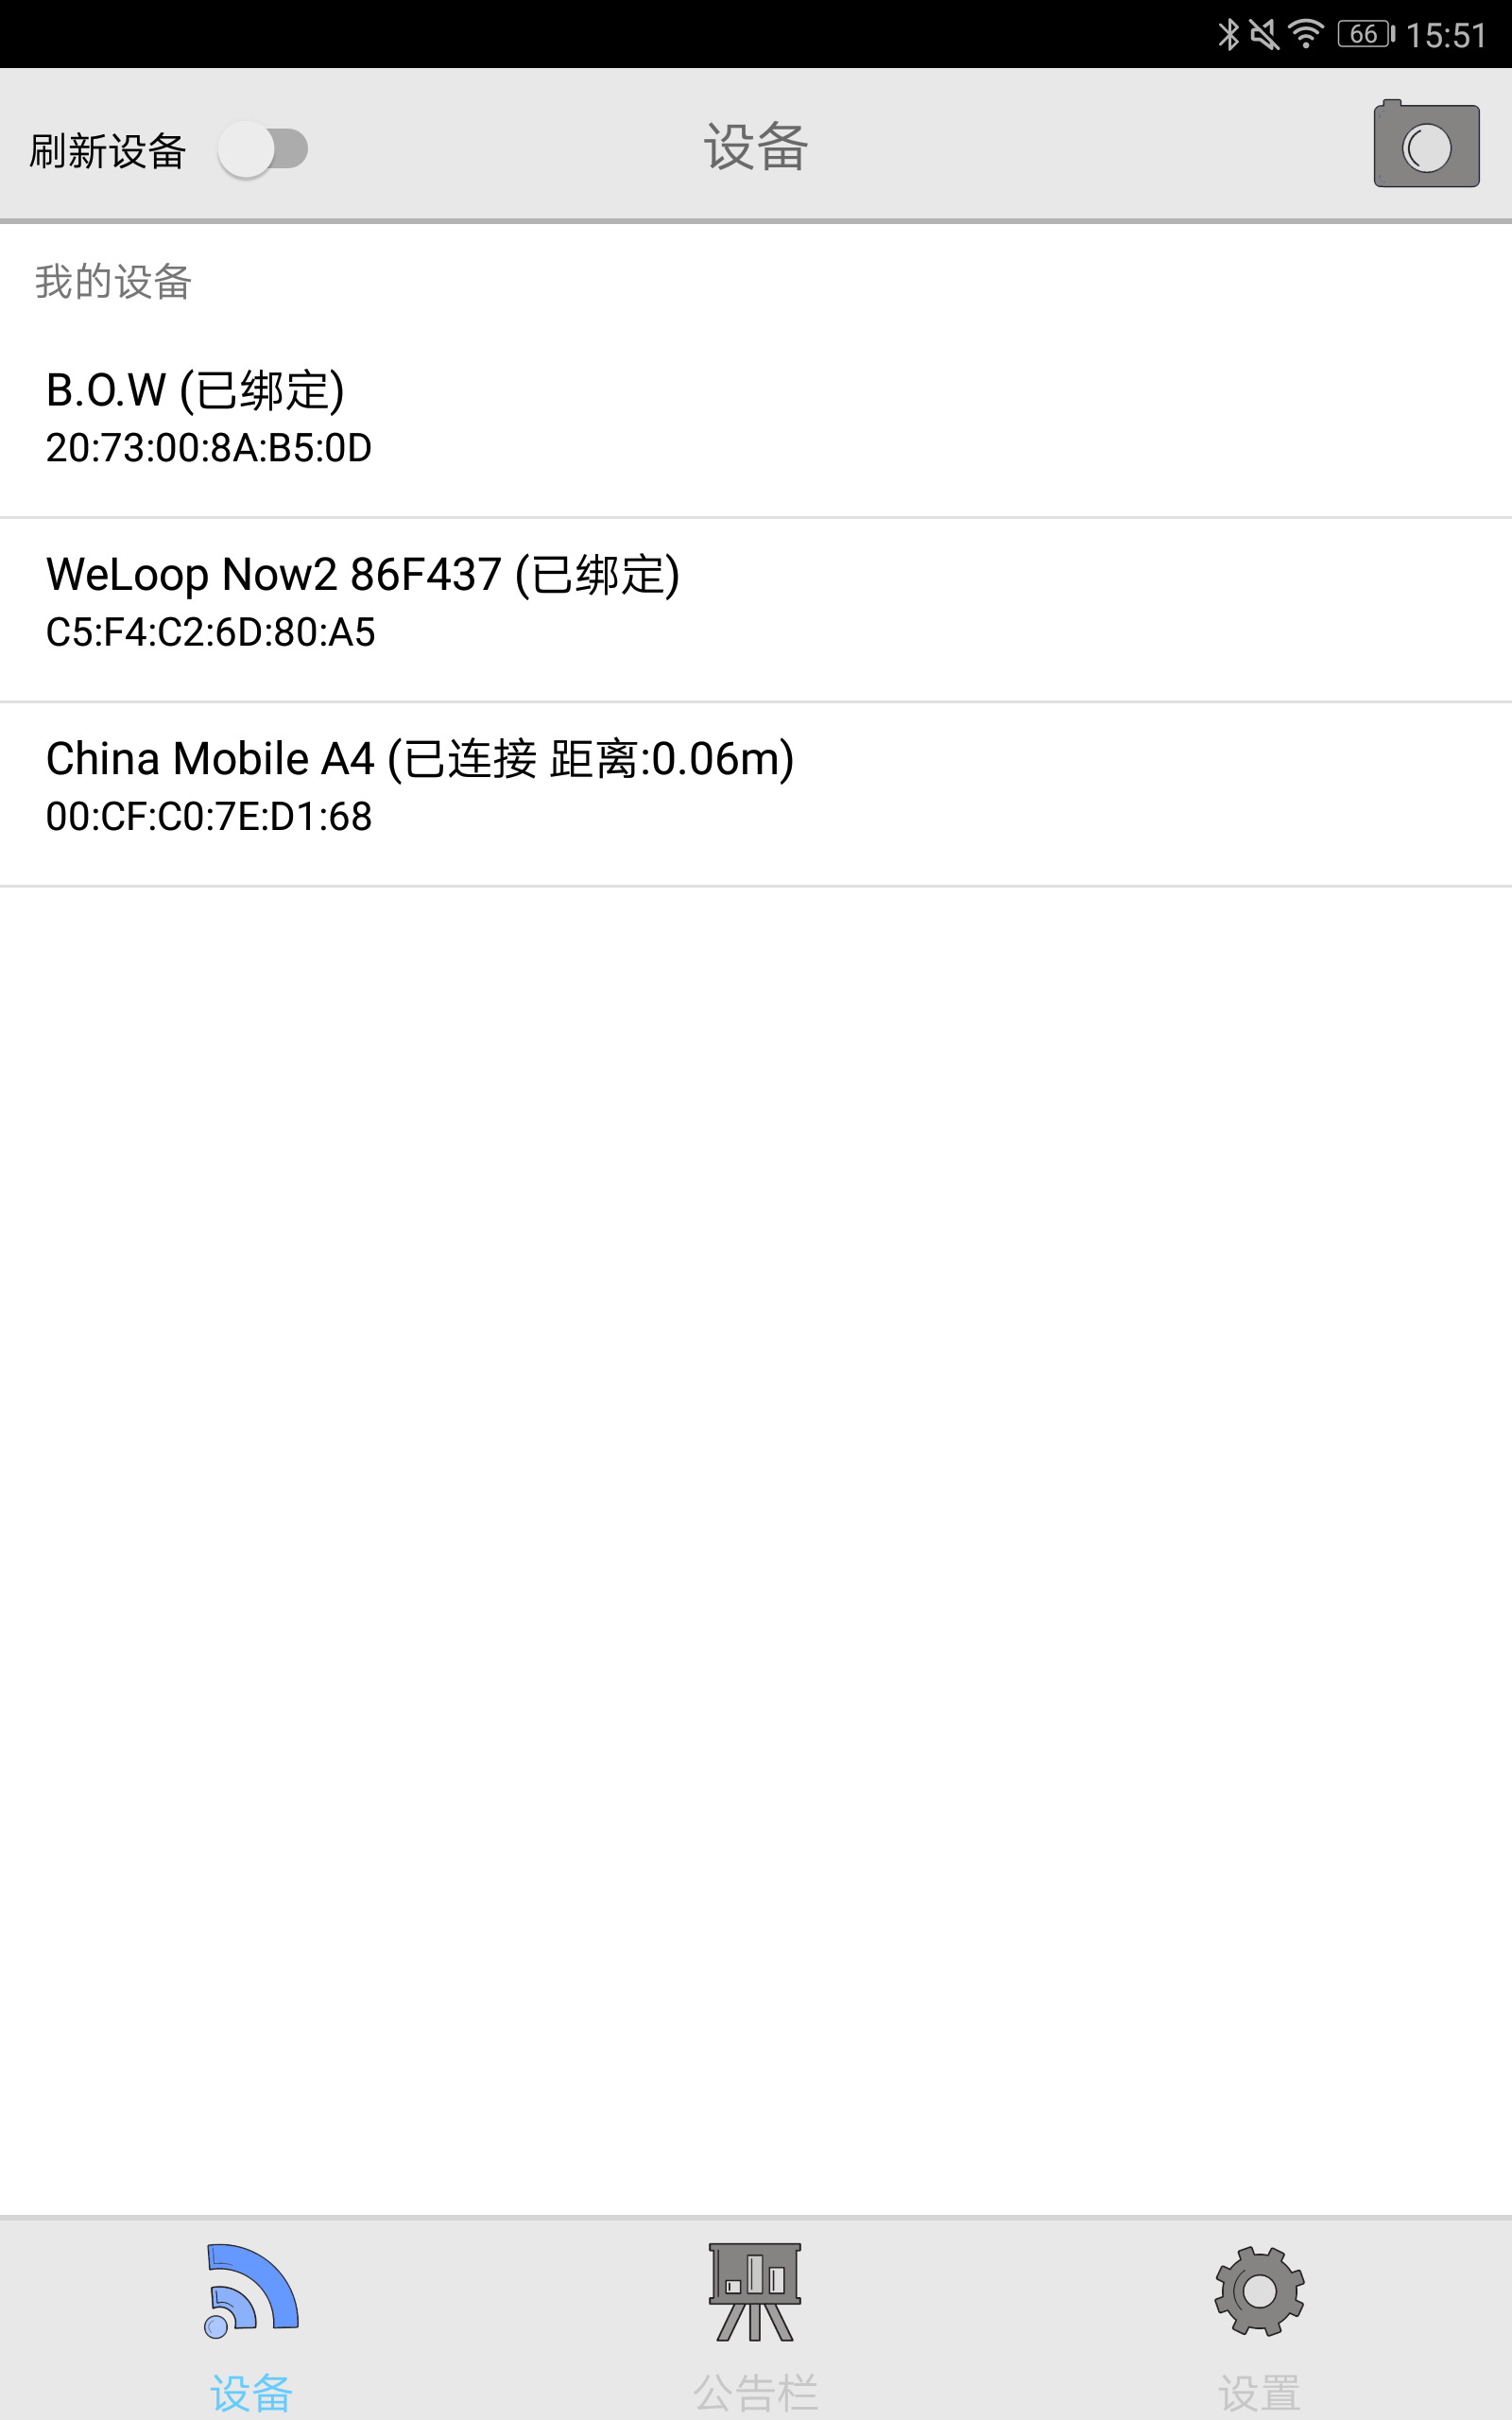 66 15:51
刷新设备 设备
我的设备
B.O.W (已绑定)
20:73:00:8A:B5:0D
WeLoop Now2 86F437 (已绑定)
C5:F4:C2:6D:80:A5
China Mobile A4 (已连接 距离:0.06m)
00:CF:C0:7E:D1:68
设备 公告栏 设置